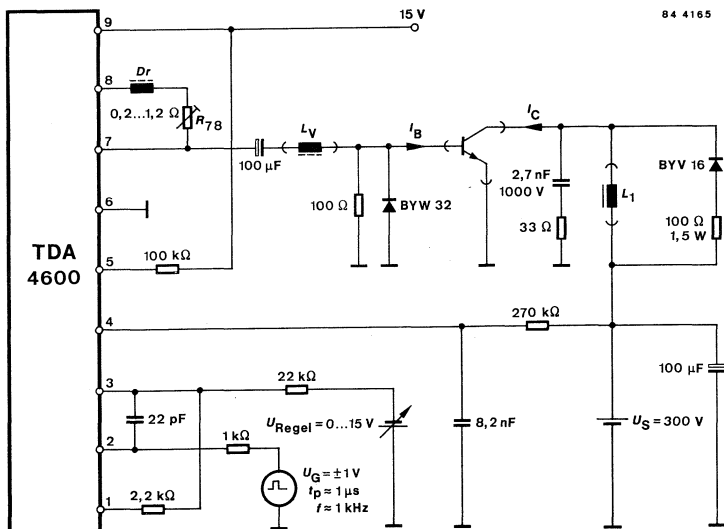 84 4165
9
15 V
8
Dr
0,2...1,2 Ω
R78
7
100 µF
LV
IB
IC
100 Ω
BYW 32
2,7 nF
1000 V
33 Ω
L1
BYV 16
100 Ω
1,5 W
6
TDA
4600
5
100 kΩ
4
270 kΩ
100 µF
3
22 kΩ
22 pF
URegel = 0...15 V
8,2 nF
US = 300 V
2
1 kΩ
UG = ± 1 V
tp ≈ 1 µs
f ≈ 1 kHz
1
2,2 kΩ